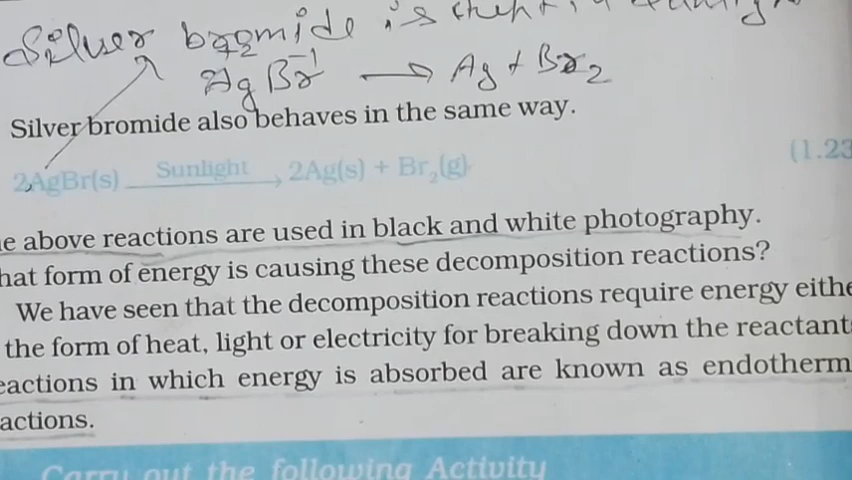 Silver bromide is
AgBr⁻¹ → Ag + Br₂
Silver bromide also behaves in the same way.
2AgBr(s) Sunlight → 2Ag(s) + Br₂(g) (1.23
e above reactions are used in black and white photography.
hat form of energy is causing these decomposition reactions?
We have seen that the decomposition reactions require energy eithe
the form of heat, light or electricity for breaking down the reactant
eactions in which energy is absorbed are known as endotherm
actions.
Carry out the following Activity